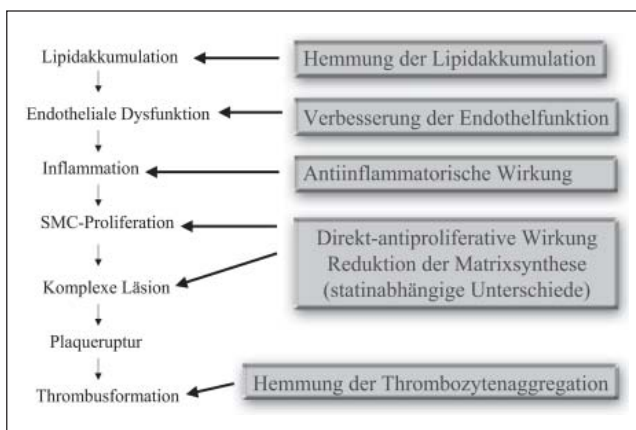 Lipidakkumulation
Hemmung der Lipidakkumulation
Endotheliale Dysfunktion
Verbesserung der Endothelfunktion
Inflammation
Antiinflammatorische Wirkung
SMC-Proliferation
Direkt-antiproliferative Wirkung
Reduktion der Matrixsynthese
(statinabhängige Unterschiede)
Komplexe Läsion
Plaqueruptur
Thrombusformation
Hemmung der Thrombozytenaggregation